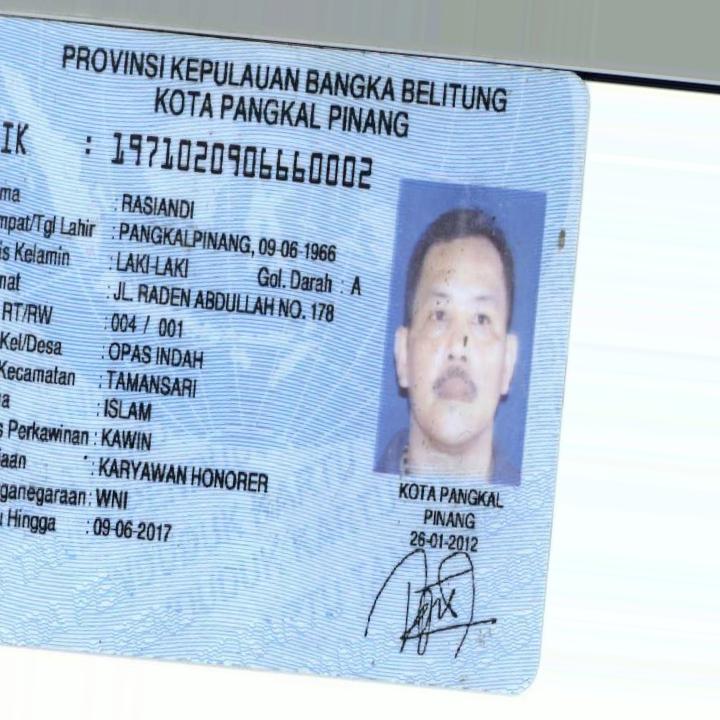 PROVINSI KEPULAUAN BANGKA BELITUNG
KOTA PANGKAL PINANG
IK : 1971020906660002
ma : RASIANDI
mpat/Tgl Lahir : PANGKALPINANG, 09-06-1966
is Kelamin : LAKI-LAKI Gol. Darah : A
mat : JL. RADEN ABDULLAH NO. 178
RT/RW : 004 / 001
Kel/Desa : OPAS INDAH
Kecamatan : TAMANSARI
a : ISLAM
s Perkawinan : KAWIN
jaan : KARYAWAN HONORER
rganegaraan : WNI
u Hingga : 09-06-2017
KOTA PANGKAL
PINANG
26-01-2012